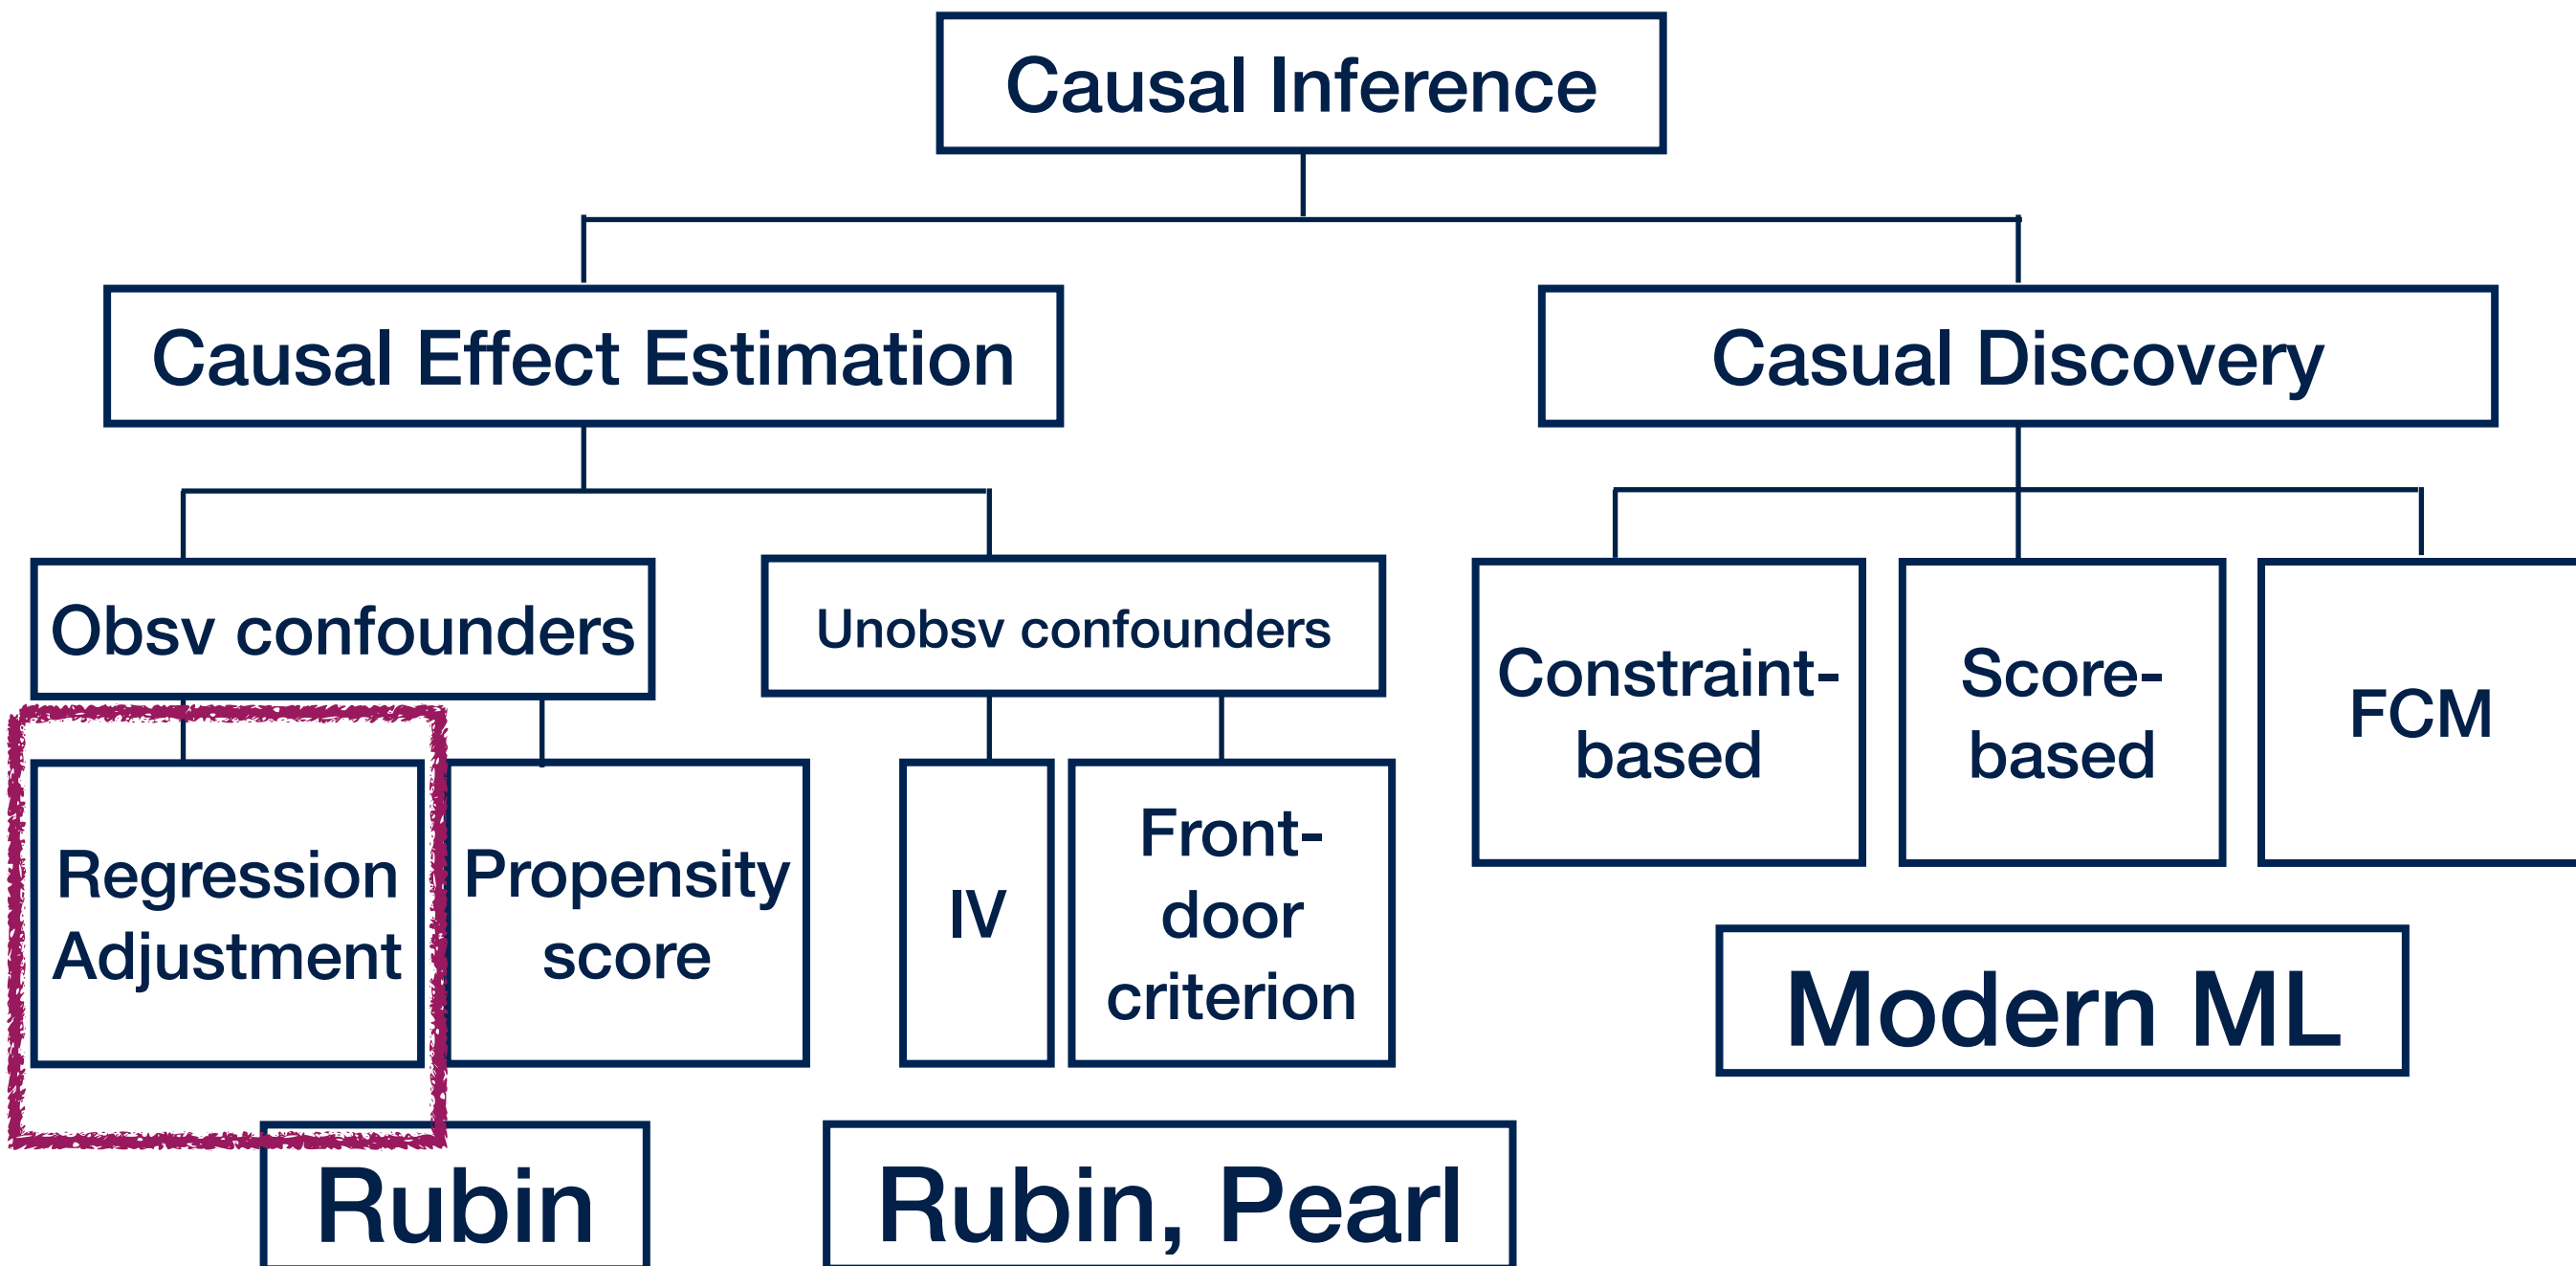 Causal Inference
Causal Effect Estimation
Casual Discovery
Obsv confounders
Unobsv confounders
Constraint-
based
Score-
based
FCM
Regression
Adjustment
Propensity
score
IV
Front-
door
criterion
Modern ML
Rubin
Rubin, Pearl